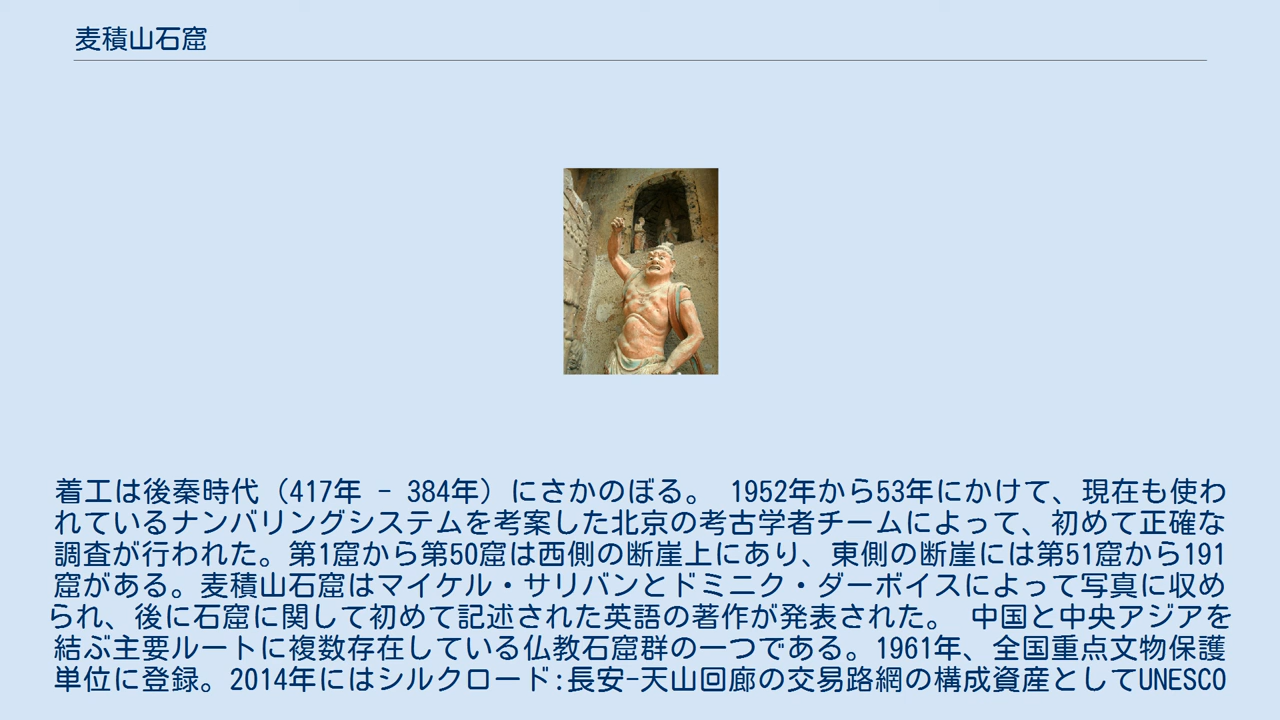 麦積山石窟
着工は後秦時代（417年 - 384年）にさかのぼる。 1952年から53年にかけて、現在も使わ
れているナンバリングシステムを考案した北京の考古学者チームによって、初めて正確な
調査が行われた。第1窟から第50窟は西側の断崖上にあり、東側の断崖には第51窟から191
窟がある。麦積山石窟はマイケル・サリバンとドミニク・ダーボイスによって写真に収め
られ、後に石窟に関して初めて記述された英語の著作が発表された。 中国と中央アジアを
結ぶ主要ルートに複数存在している仏教石窟群の一つである。1961年、全国重点文物保護
単位に登録。2014年にはシルクロード:長安-天山回廊の交易路網の構成資産としてUNESCO